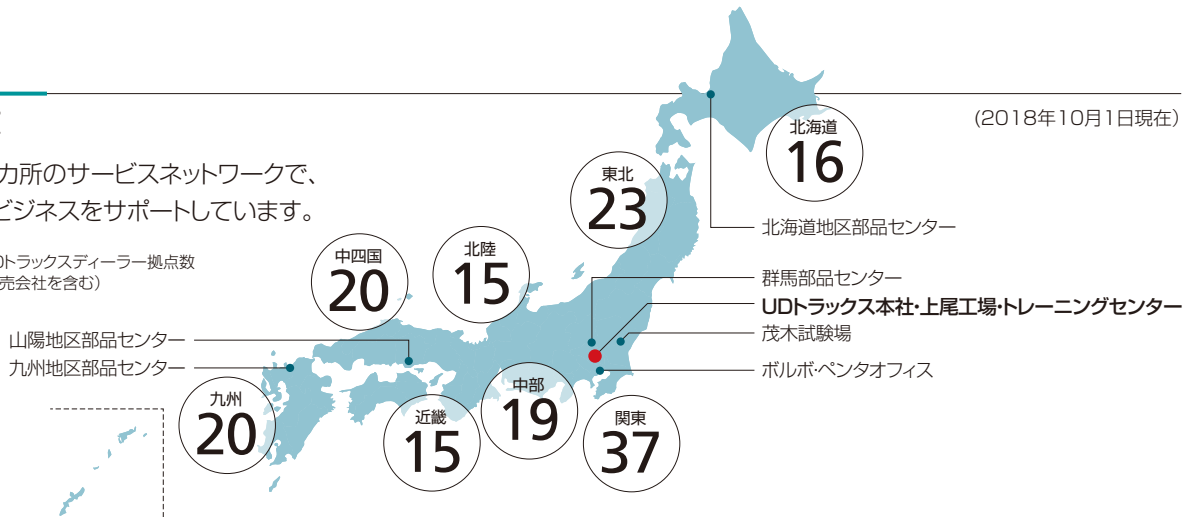 (2018年10月1日現在)
カ所のサービスネットワークで、
ビジネスをサポートしています。
トラックスディーラー拠点数
売会社を含む)
北海道
16
東北
23
北陸
15
中四国
20
九州
20
近畿
15
中部
19
関東
37
北海道地区部品センター
群馬部品センター
UDトラックス本社・上尾工場・トレーニングセンター
茂木試験場
ボルボ・ペンタオフィス
山陽地区部品センター
九州地区部品センター